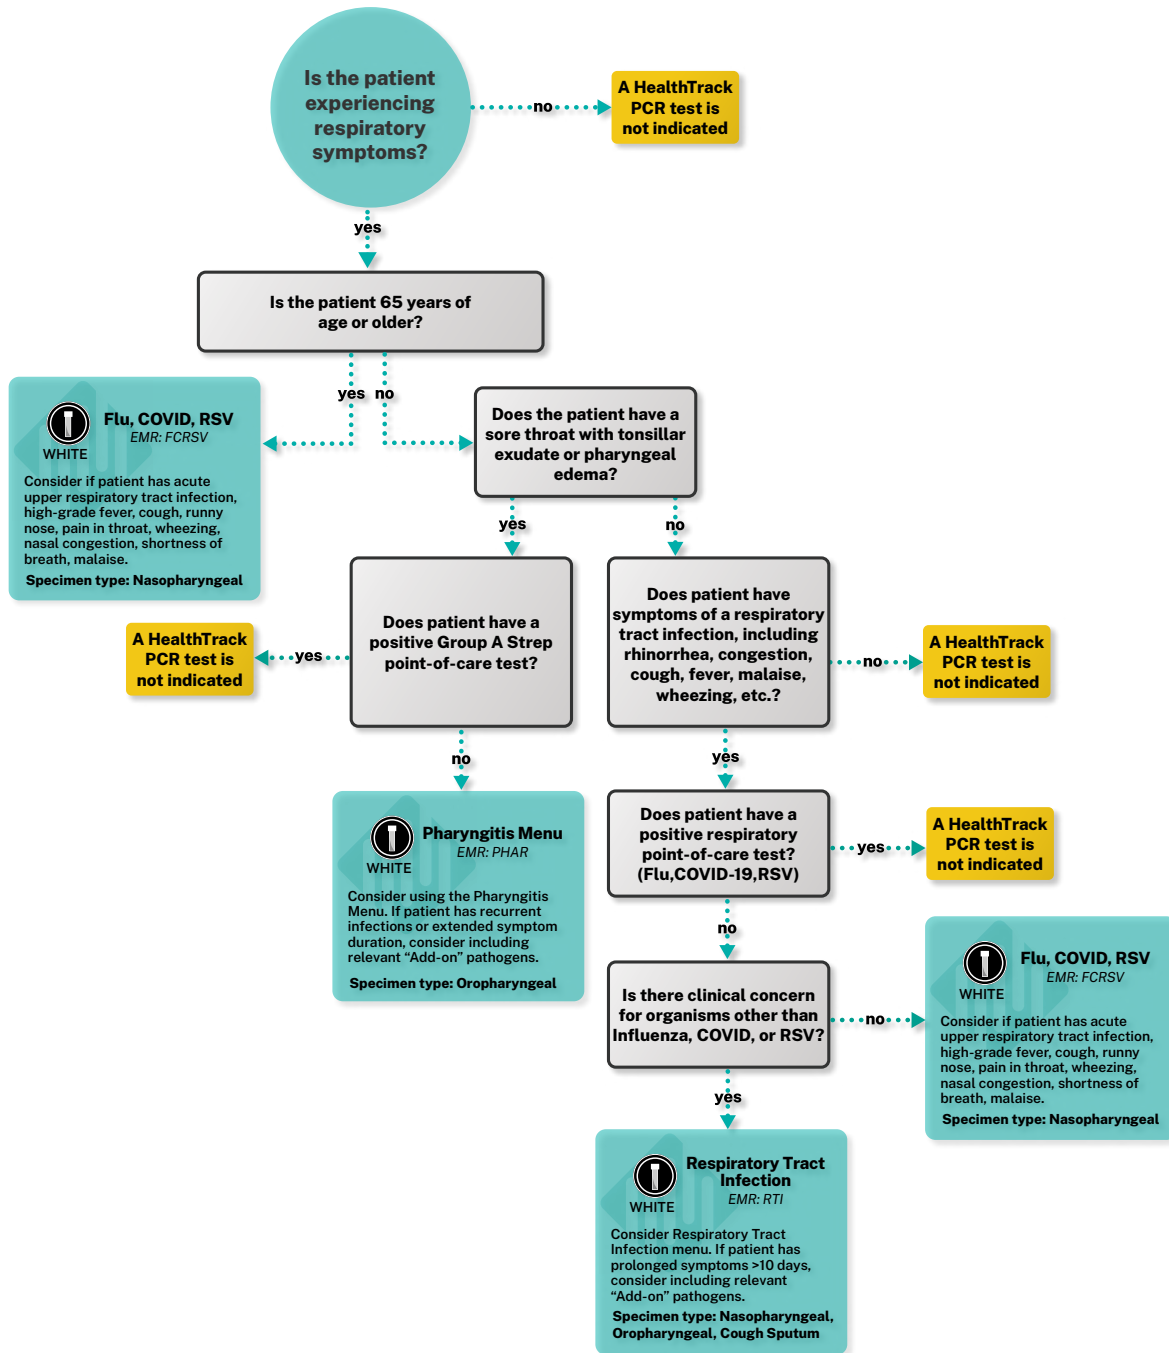 Is the patient
experiencing
respiratory
symptoms?
no
A HealthTrack
PCR test is
not indicated
yes
Is the patient 65 years of
age or older?
yes
no
Flu, COVID, RSV
EMR: FCRSV
WHITE
Consider if patient has acute
upper respiratory tract infection,
high-grade fever, cough, runny
nose, pain in throat, wheezing,
nasal congestion, shortness of
breath, malaise.
Specimen type: Nasopharyngeal
Does the patient have a
sore throat with tonsillar
exudate or pharyngeal
edema?
yes
no
Does patient have a
positive Group A Strep
point-of-care test?
yes
A HealthTrack
PCR test is
not indicated
no
Pharyngitis Menu
EMR: PHAR
WHITE
Consider using the Pharyngitis
Menu. If patient has recurrent
infections or extended symptom
duration, consider including
relevant “Add-on” pathogens.
Specimen type: Oropharyngeal
Does patient have
symptoms of a respiratory
tract infection, including
rhinorrhea, congestion,
cough, fever, malaise,
wheezing, etc.?
no
A HealthTrack
PCR test is
not indicated
yes
Does patient have a
positive respiratory
point-of-care test?
(Flu,COVID-19,RSV)
yes
A HealthTrack
PCR test is
not indicated
no
Is there clinical concern
for organisms other than
Influenza, COVID, or RSV?
no
Flu, COVID, RSV
EMR: FCRSV
WHITE
Consider if patient has acute
upper respiratory tract infection,
high-grade fever, cough, runny
nose, pain in throat, wheezing,
nasal congestion, shortness of
breath, malaise.
Specimen type: Nasopharyngeal
yes
Respiratory Tract
Infection
EMR: RTI
WHITE
Consider Respiratory Tract
Infection menu. If patient has
prolonged symptoms >10 days,
consider including relevant
“Add-on” pathogens.
Specimen type: Nasopharyngeal,
Oropharyngeal, Cough Sputum